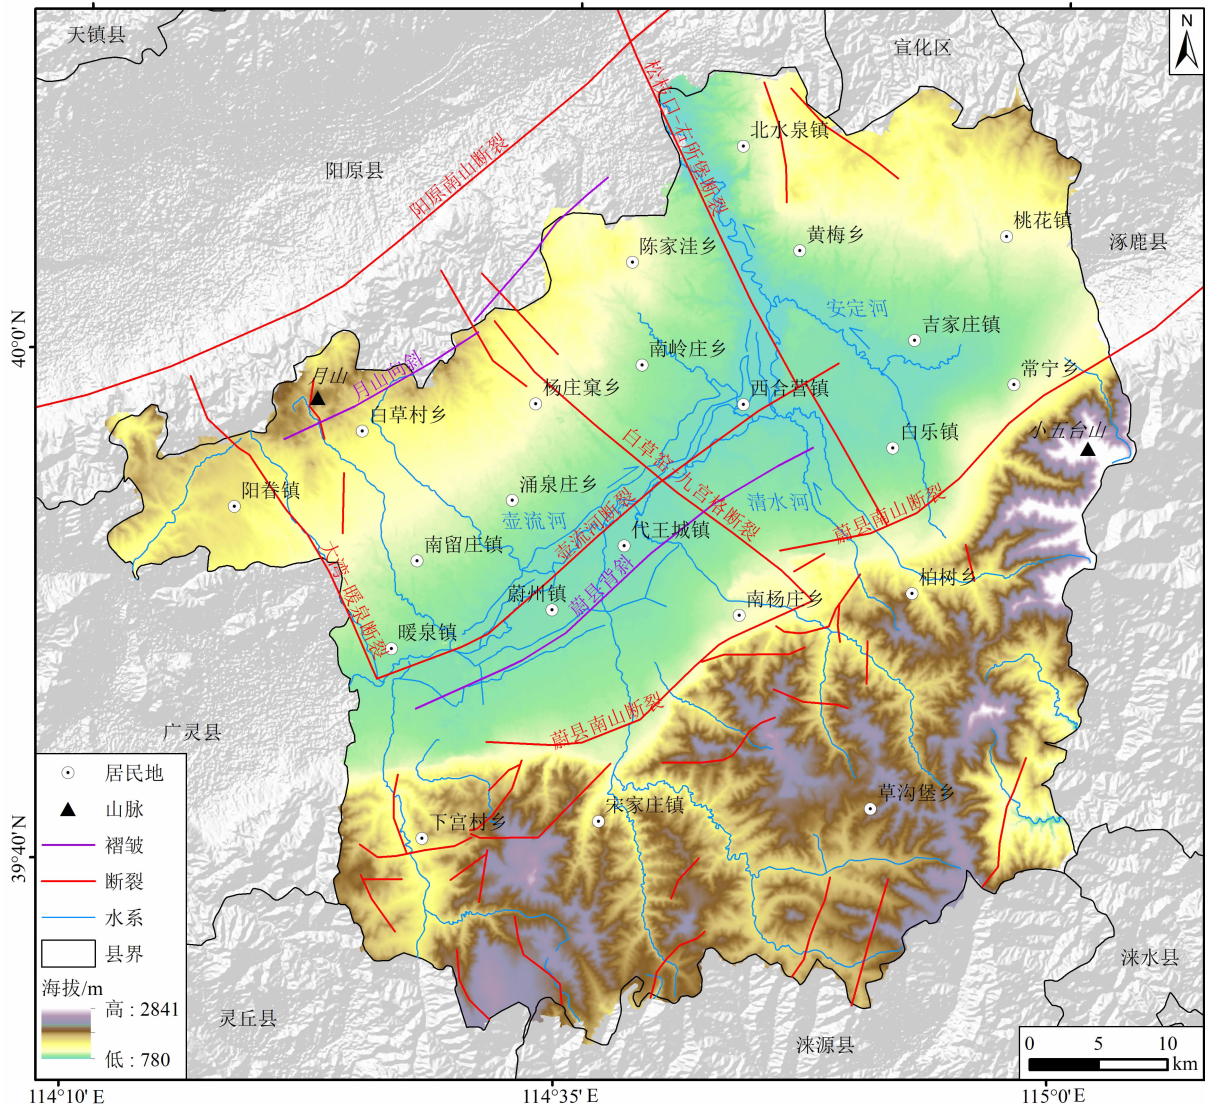 天镇县
宣化区
N
松枝口-石所堡断裂
北水泉镇
阳原县
阳原南山断裂
桃花镇
涿鹿县
陈家洼乡
黄梅乡
安定河
吉家庄镇
40°0′N
南岭庄乡
月山向斜
月山
常宁乡
杨庄窠乡
西合营镇
白草村乡
小五台山
白乐镇
白草窑-九宫格断裂
阳眷镇
涌泉庄乡
壶流河
壶流河断裂
清水河
蔚县南山断裂
代王城镇
南留庄镇
大湾-暖泉断裂
蔚县背斜
柏树乡
蔚州镇
南杨庄乡
暖泉镇
蔚县南山断裂
广灵县
居民地
山脉
褶皱
断裂
水系
县界
海拔/m
高：2841
低：780
草沟堡乡
宋家庄镇
下宫村乡
39°40′N
涞水县
灵丘县
涞源县
0 5 10
km
114°10′E
114°35′E
115°0′E